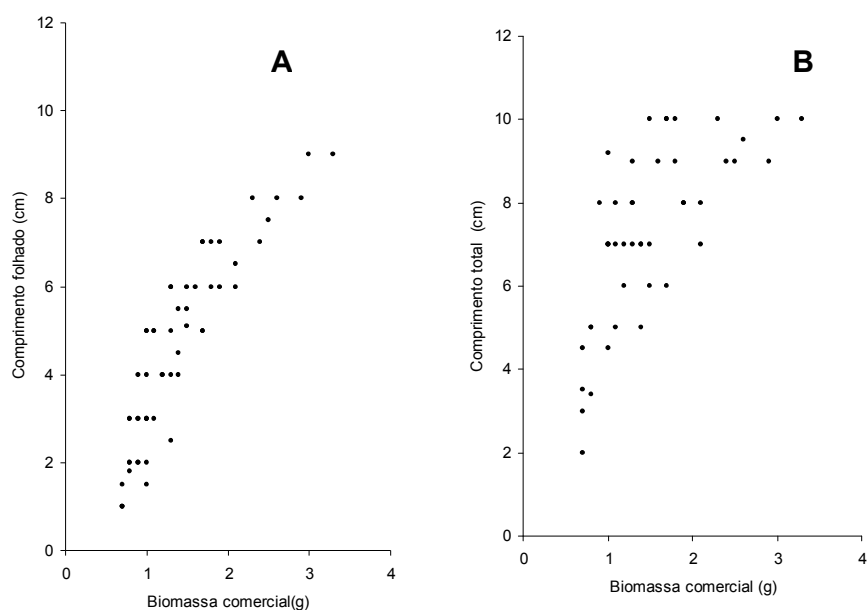 A
12
10
8
6
4
2
0
Comprimento folhado (cm)
0 1 2 3 4
Biomassa comercial(g)
B
12
10
8
6
4
2
0
Comprimento total (cm)
0 1 2 3 4
Biomassa comercial (g)